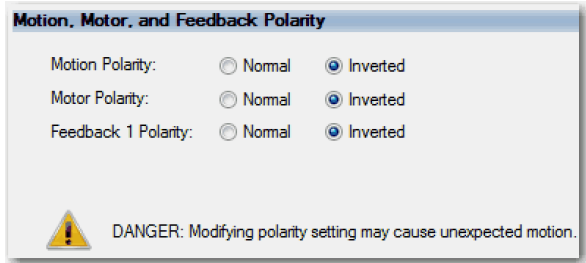 Motion, Motor, and Feedback Polarity
Motion Polarity: Normal Inverted
Motor Polarity: Normal Inverted
Feedback 1 Polarity: Normal Inverted
DANGER: Modifying polarity setting may cause unexpected motion.